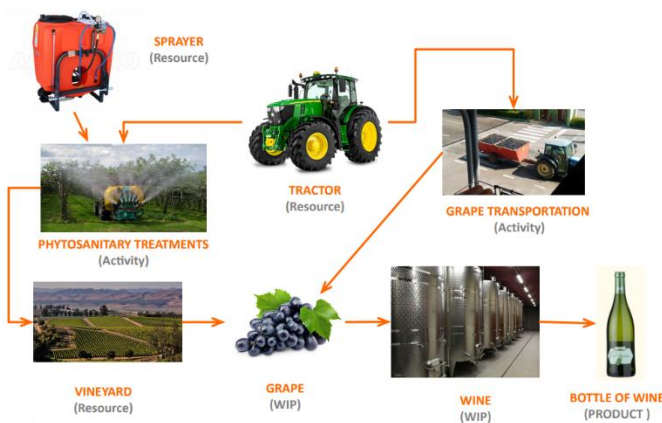 SPRAYER
(Resource)
TRACTOR
(Resource)
GRAPE TRANSPORTATION
(Activity)
PHYTOSANITARY TREATMENTS
(Activity)
VINEYARD
(Resource)
GRAPE
(WIP)
WINE
(WIP)
BOTTLE OF WINE
(PRODUCT )